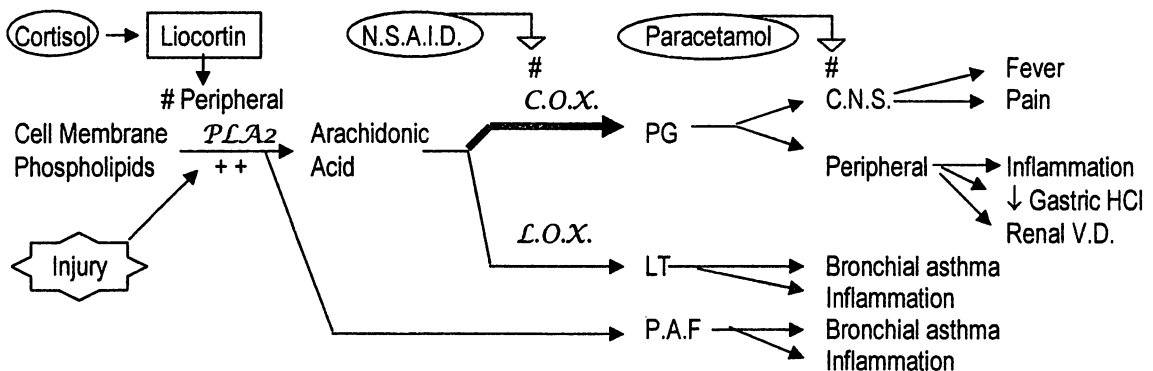 Cortisol
Liocortin
N.S.A.I.D.
Paracetamol
#
#
# Peripheral
C.O.X.
C.N.S.
Fever
Pain
Cell Membrane
Phospholipids
PLA2
+ +
Arachidonic
Acid
PG
Peripheral
Inflammation
↓ Gastric HCl
Renal V.D.
Injury
L.O.X.
LT
Bronchial asthma
Inflammation
P.A.F
Bronchial asthma
Inflammation